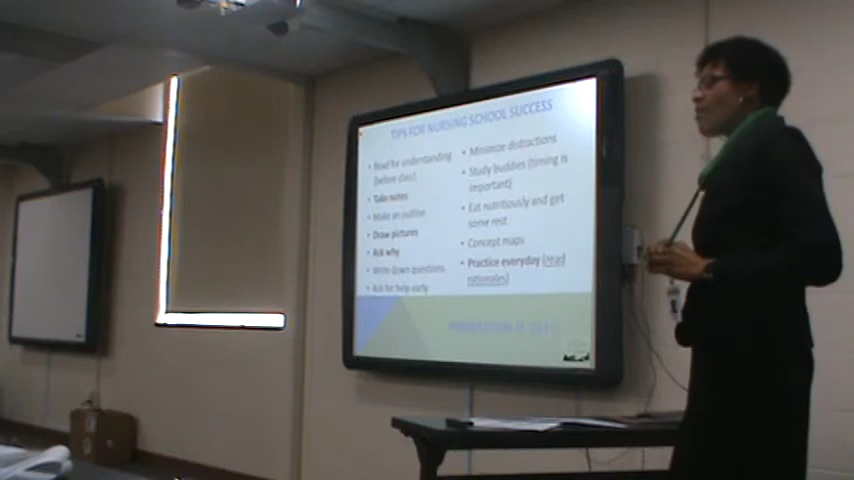 TIPS FOR NURSING SCHOOL SUCCESS
• Read for understanding
(before class)
• Take notes
• Make an outline
• Draw pictures
• Ask why
• Write down questions
• Ask for help early
• Minimize distractions
• Study buddies (timing is
important)
• Eat nutritiously and get
some rest
• Concept maps
• Practice everyday (read
rationales)